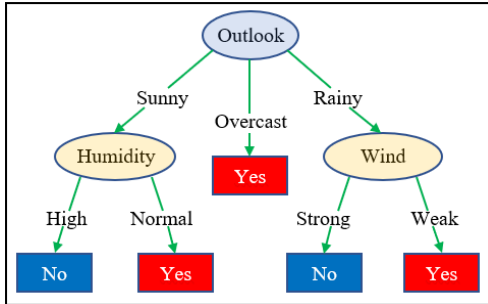 Outlook
Sunny
Rainy
Overcast
Humidity
Yes
Wind
High
Normal
Strong
Weak
No
Yes
No
Yes